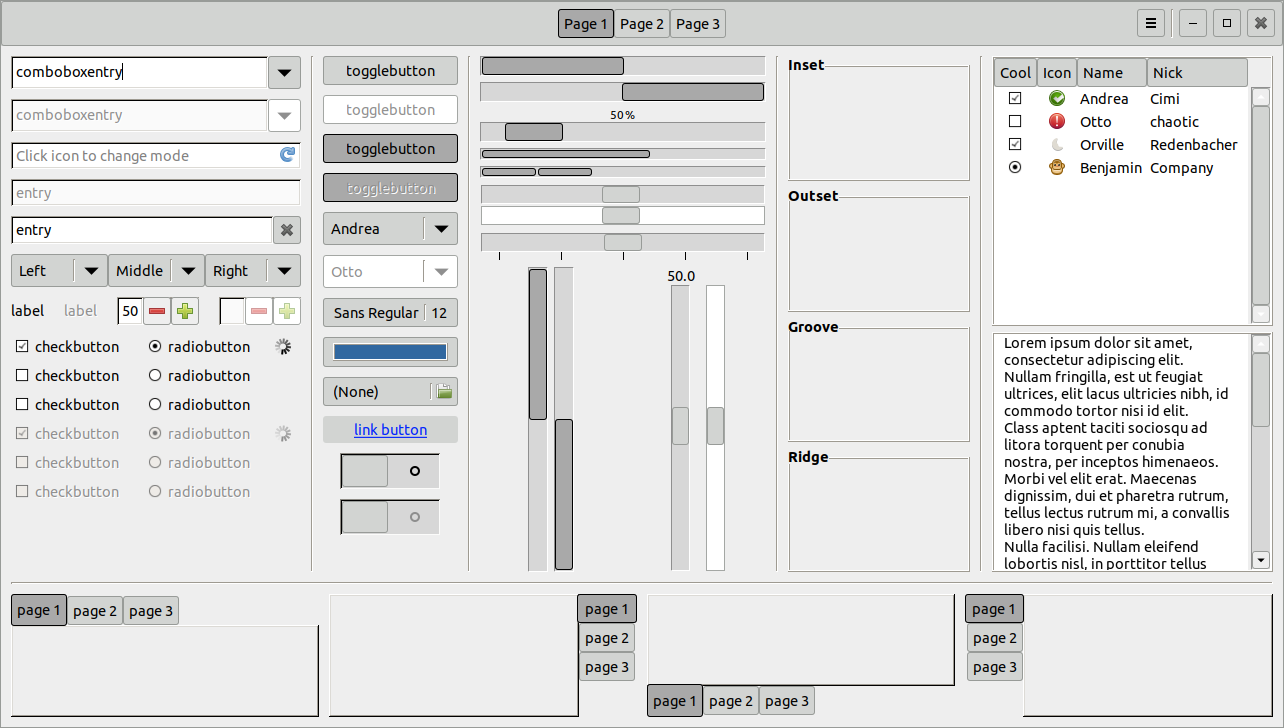 Page 1 Page 2 Page 3
comboboxentry
comboboxentry
Click icon to change mode
entry
entry
Left Middle Right
label label 50
checkbutton radiobutton
checkbutton radiobutton
checkbutton radiobutton
checkbutton radiobutton
checkbutton radiobutton
checkbutton radiobutton
togglebutton
togglebutton
togglebutton
togglebutton
Andrea
Otto
Sans Regular 12
(None)
link button
50 %
50.0
Inset
Outset
Groove
Ridge
Cool Icon Name Nick
Andrea Cimi
Otto chaotic
Orville Redenbacher
Benjamin Company
Lorem ipsum dolor sit amet,
consectetur adipiscing elit.
Nullam fringilla, est ut feugiat
ultrices, elit lacus ultricies nibh, id
commodo tortor nisi id elit.
Class aptent taciti sociosqu ad
litora torquent per conubia
nostra, per inceptos himenaeos.
Morbi vel elit erat. Maecenas
dignissim, dui et pharetra rutrum,
tellus lectus rutrum mi, a convallis
libero nisi quis tellus.
Nulla facilisi. Nullam eleifend
lobortis nisl, in porttitor tellus
page 1 page 2 page 3
page 1
page 2
page 3
page 1 page 2 page 3
page 1
page 2
page 3